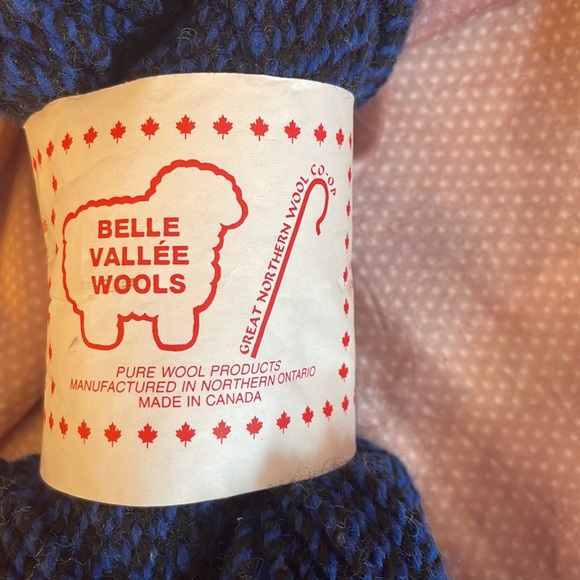 BELLE
VALLÉE
WOOLS
GREAT NORTHERN WOOL CO-OP
PURE WOOL PRODUCTS
MANUFACTURED IN NORTHERN ONTARIO
MADE IN CANADA